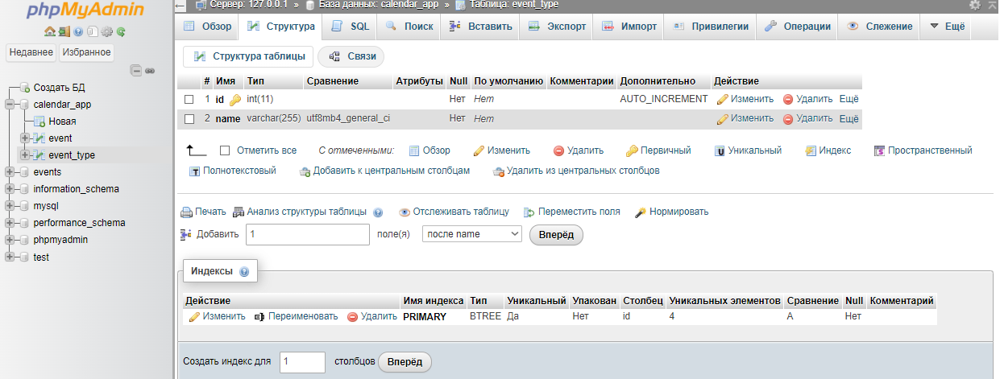 phpMyAdmin
Недавнее Избранное
Создать БД
calendar_app
Новая
event
event_type
events
information_schema
mysql
performance_schema
phpmyadmin
test
Сервер: 127.0.0.1 » База данных: calendar_app » Таблица: event_type
Обзор Структура SQL Поиск Вставить Экспорт Импорт Привилегии Операции Слежение Ещё
Структура таблицы Связи
# Имя Тип Сравнение Атрибуты Null По умолчанию Комментарии Дополнительно Действие
1 id int(11) Нет Нет AUTO_INCREMENT Изменить Удалить Ещё
2 name varchar(255) utf8mb4_general_ci Нет Нет Изменить Удалить Ещё
Отметить все С отмеченными: Обзор Изменить Удалить Первичный Уникальный Индекс Пространственный
Полнотекстовый Добавить к центральным столбцам Удалить из центральных столбцов
Печать Анализ структуры таблицы Отслеживать таблицу Переместить поля Нормировать
Добавить 1 поле(я) после name Вперёд
Индексы
Действие Имя индекса Тип Уникальный Упакован Столбец Уникальных элементов Сравнение Null Комментарий
Изменить Переименовать Удалить PRIMARY BTREE Да Нет id 4 A Нет
Создать индекс для 1 столбцов Вперёд